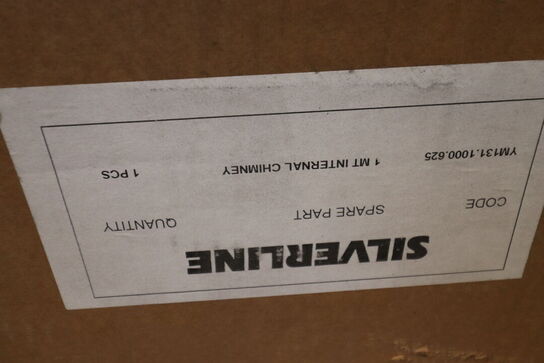 SILVERLINE
CODE SPARE PART QUANTITY
YM131.1000.625 1 MT INTERNAL CHIMNEY 1 PCS